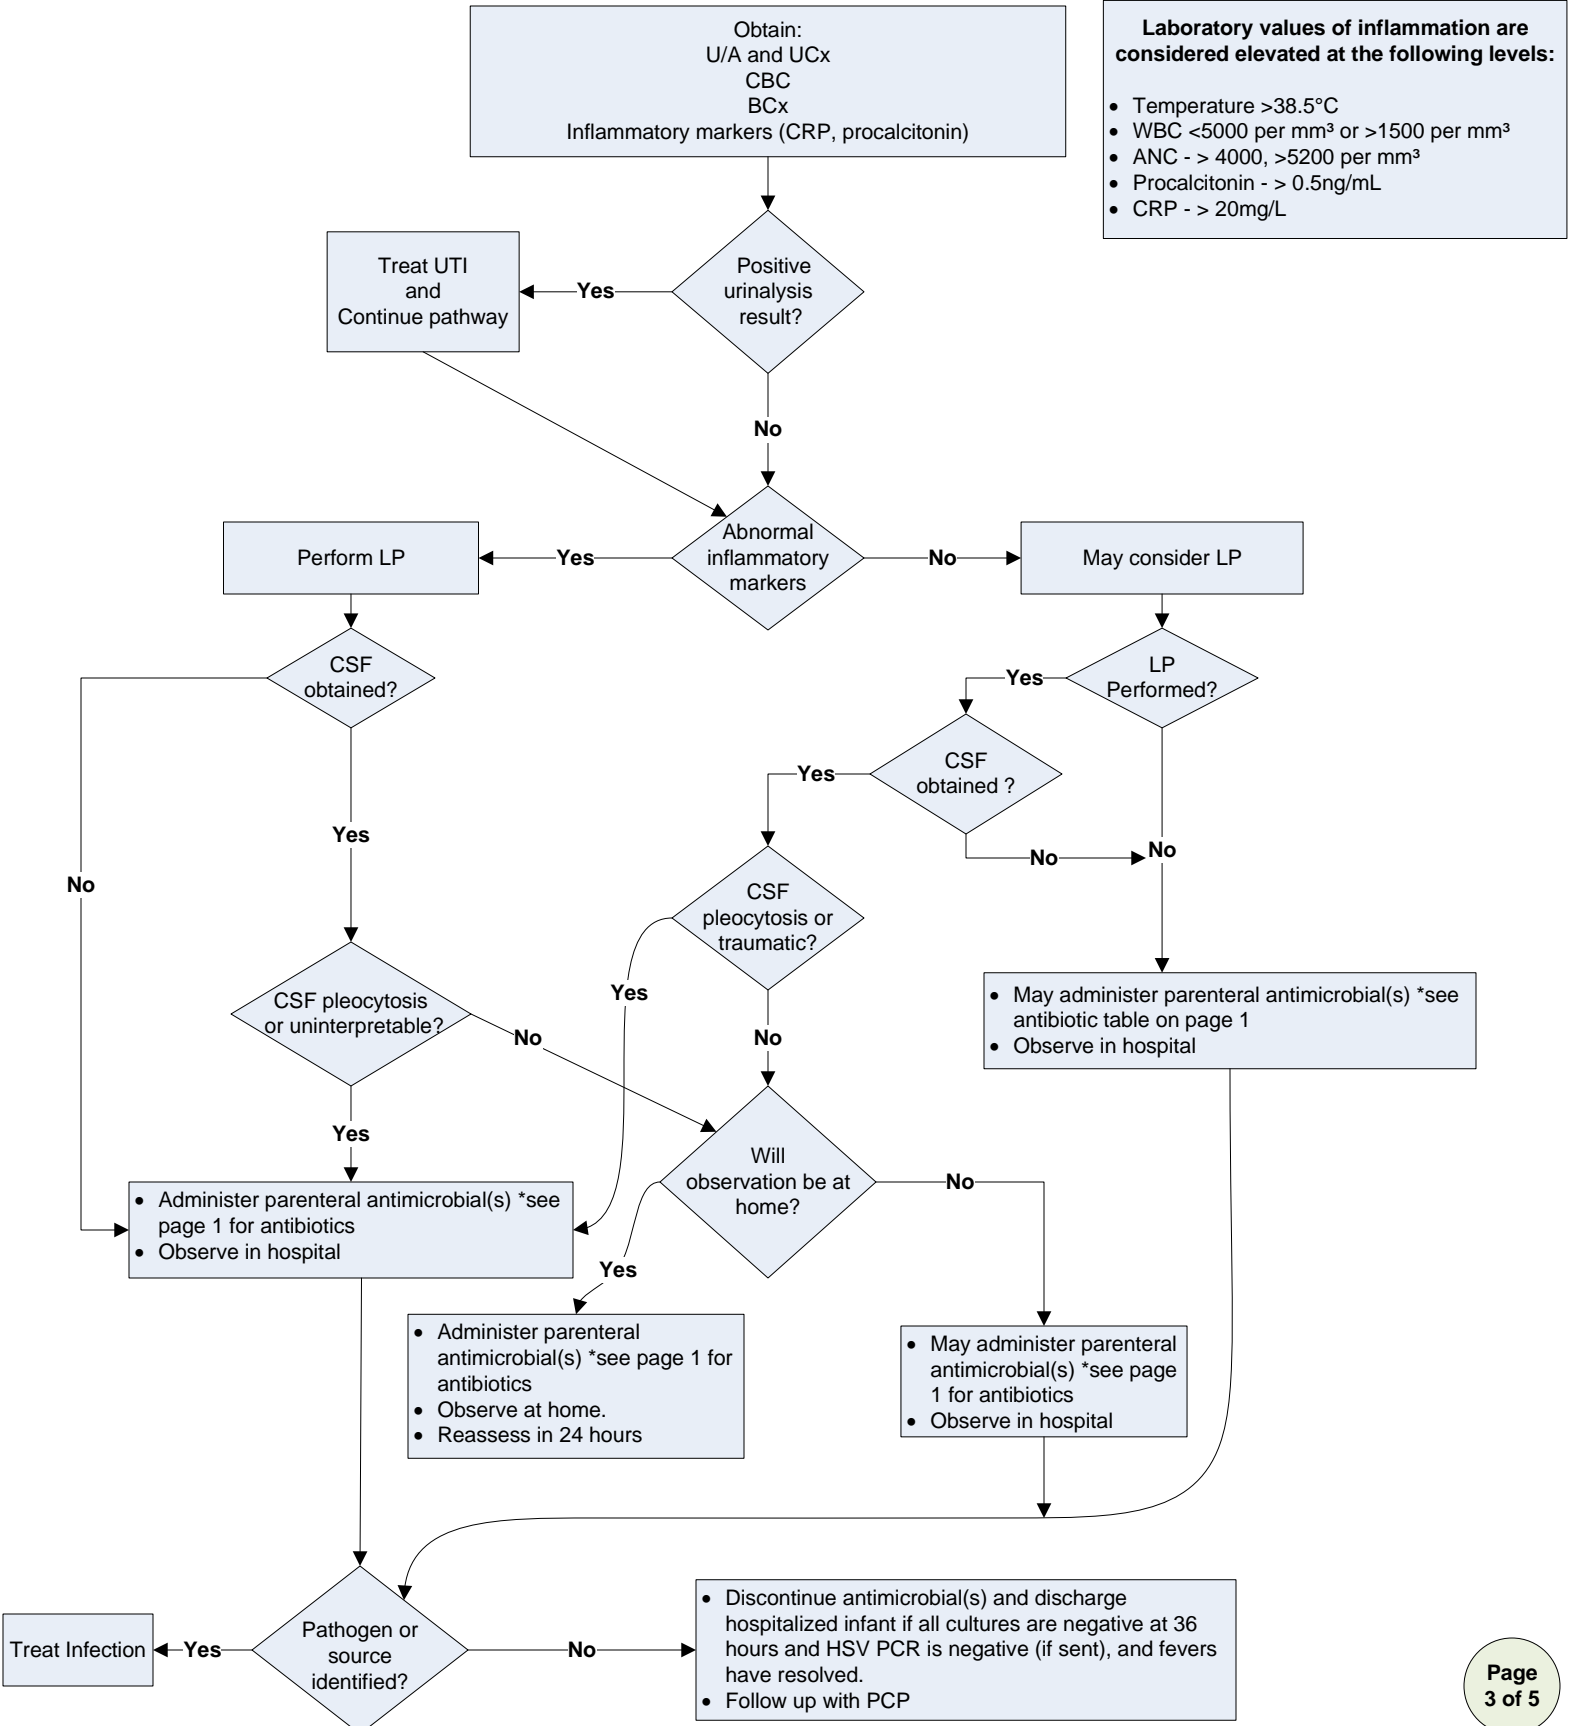 Obtain:
U/A and UCx
CBC
BCx
Inflammatory markers (CRP, procalcitonin)
Laboratory values of inflammation are
considered elevated at the following levels:
• Temperature >38.5°C
• WBC <5000 per mm³ or >1500 per mm³
• ANC - > 4000, >5200 per mm³
• Procalcitonin - > 0.5ng/mL
• CRP - > 20mg/L
Positive
urinalysis
result?
Yes
Treat UTI
and
Continue pathway
No
Abnormal
inflammatory
markers
Yes
Perform LP
No
May consider LP
CSF
obtained?
LP
Performed?
Yes
CSF
obtained ?
Yes
Yes
No
No
No
CSF
pleocytosis or
traumatic?
Yes
No
CSF pleocytosis
or uninterpretable?
No
Yes
• May administer parenteral antimicrobial(s) *see
antibiotic table on page 1
• Observe in hospital
Will
observation be at
home?
No
Yes
• Administer parenteral antimicrobial(s) *see
page 1 for antibiotics
• Observe in hospital
• Administer parenteral
antimicrobial(s) *see page 1 for
antibiotics
• Observe at home.
• Reassess in 24 hours
• May administer parenteral
antimicrobial(s) *see page
1 for antibiotics
• Observe in hospital
Pathogen or
source
identified?
Yes
Treat Infection
No
• Discontinue antimicrobial(s) and discharge
hospitalized infant if all cultures are negative at 36
hours and HSV PCR is negative (if sent), and fevers
have resolved.
• Follow up with PCP
Page
3 of 5